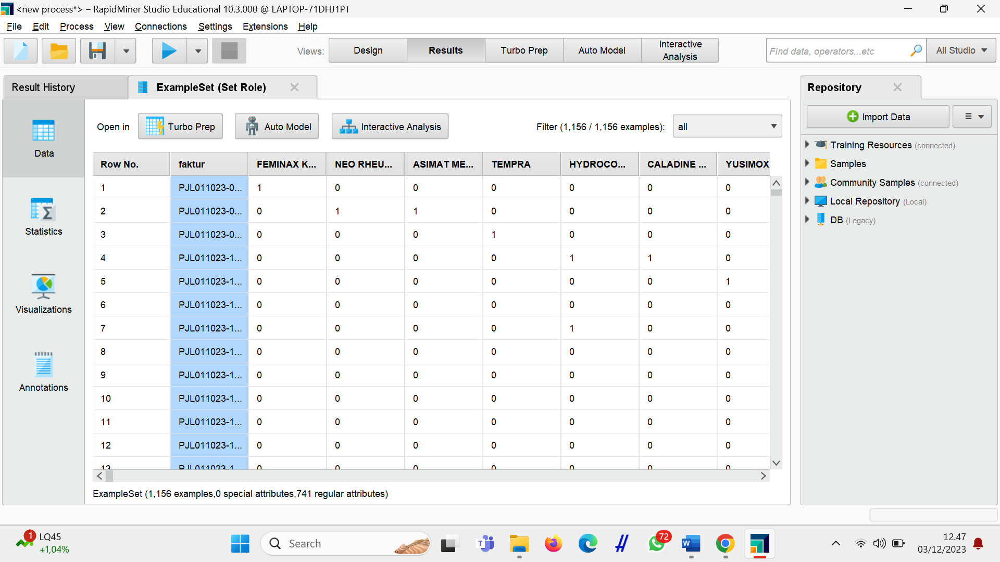 <new process*> – RapidMiner Studio Educational 10.3.000 @ LAPTOP-71DHJ1PT
File Edit Process View Connections Settings Extensions Help
Views: Design Results Turbo Prep Auto Model Interactive Analysis
Find data, operators...etc All Studio
Result History ExampleSet (Set Role)
Repository
Data
Statistics
Visualizations
Annotations
Open in Turbo Prep Auto Model Interactive Analysis Filter (1,156 / 1,156 examples): all
Row No. faktur FEMINAX K... NEO RHEU... ASIMAT ME... TEMPRA HYDROCO... CALADINE ... YUSIMOX
1 PJL011023-0... 1 0 0 0 0 0 0
2 PJL011023-0... 0 1 1 0 0 0 0
3 PJL011023-0... 0 0 0 1 0 0 0
4 PJL011023-1... 0 0 0 0 1 1 0
5 PJL011023-1... 0 0 0 0 0 0 1
6 PJL011023-1... 0 0 0 0 0 0 0
7 PJL011023-1... 0 0 0 0 1 0 0
8 PJL011023-1... 0 0 0 0 0 0 0
9 PJL011023-1... 0 0 0 0 0 0 0
10 PJL011023-1... 0 0 0 0 0 0 0
11 PJL011023-1... 0 0 0 0 0 0 0
12 PJL011023-1... 0 0 0 0 0 0 0
13 PJL011023-1... 0 0 0 0 0 0 0
ExampleSet (1,156 examples,0 special attributes,741 regular attributes)
Import Data
Training Resources (connected)
Samples
Community Samples (connected)
Local Repository (Local)
DB (Legacy)
1 LQ45
+1,04%
Search
72
12.47
03/12/2023